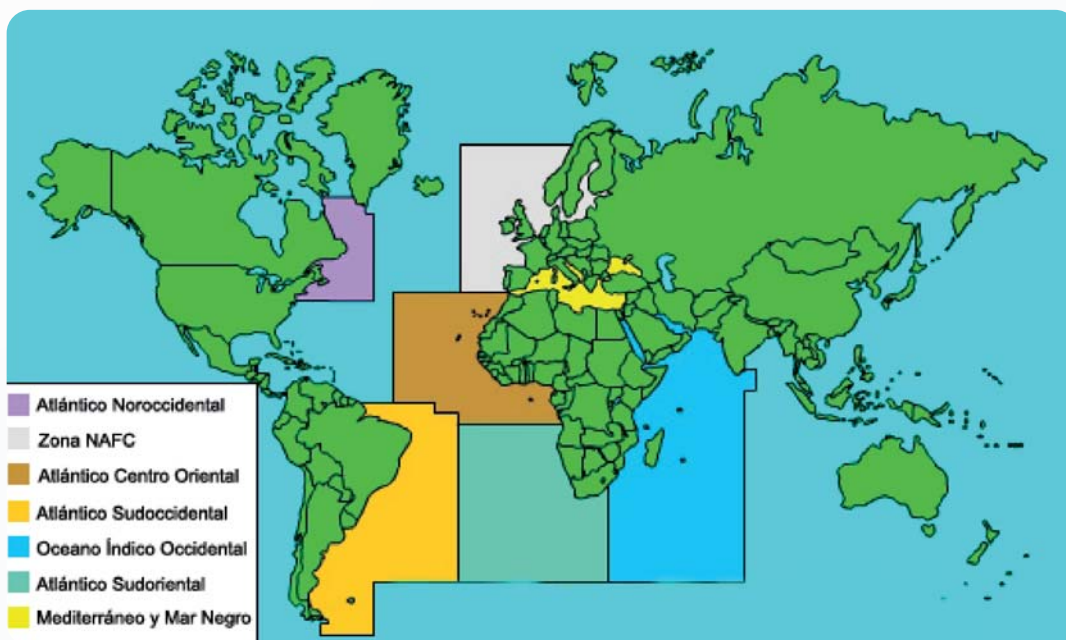 Atlántico Noroccidental
Zona NAFC
Atlántico Centro Oriental
Atlántico Sudoccidental
Oceano Índico Occidental
Atlántico Sudoriental
Mediterráneo y Mar Negro